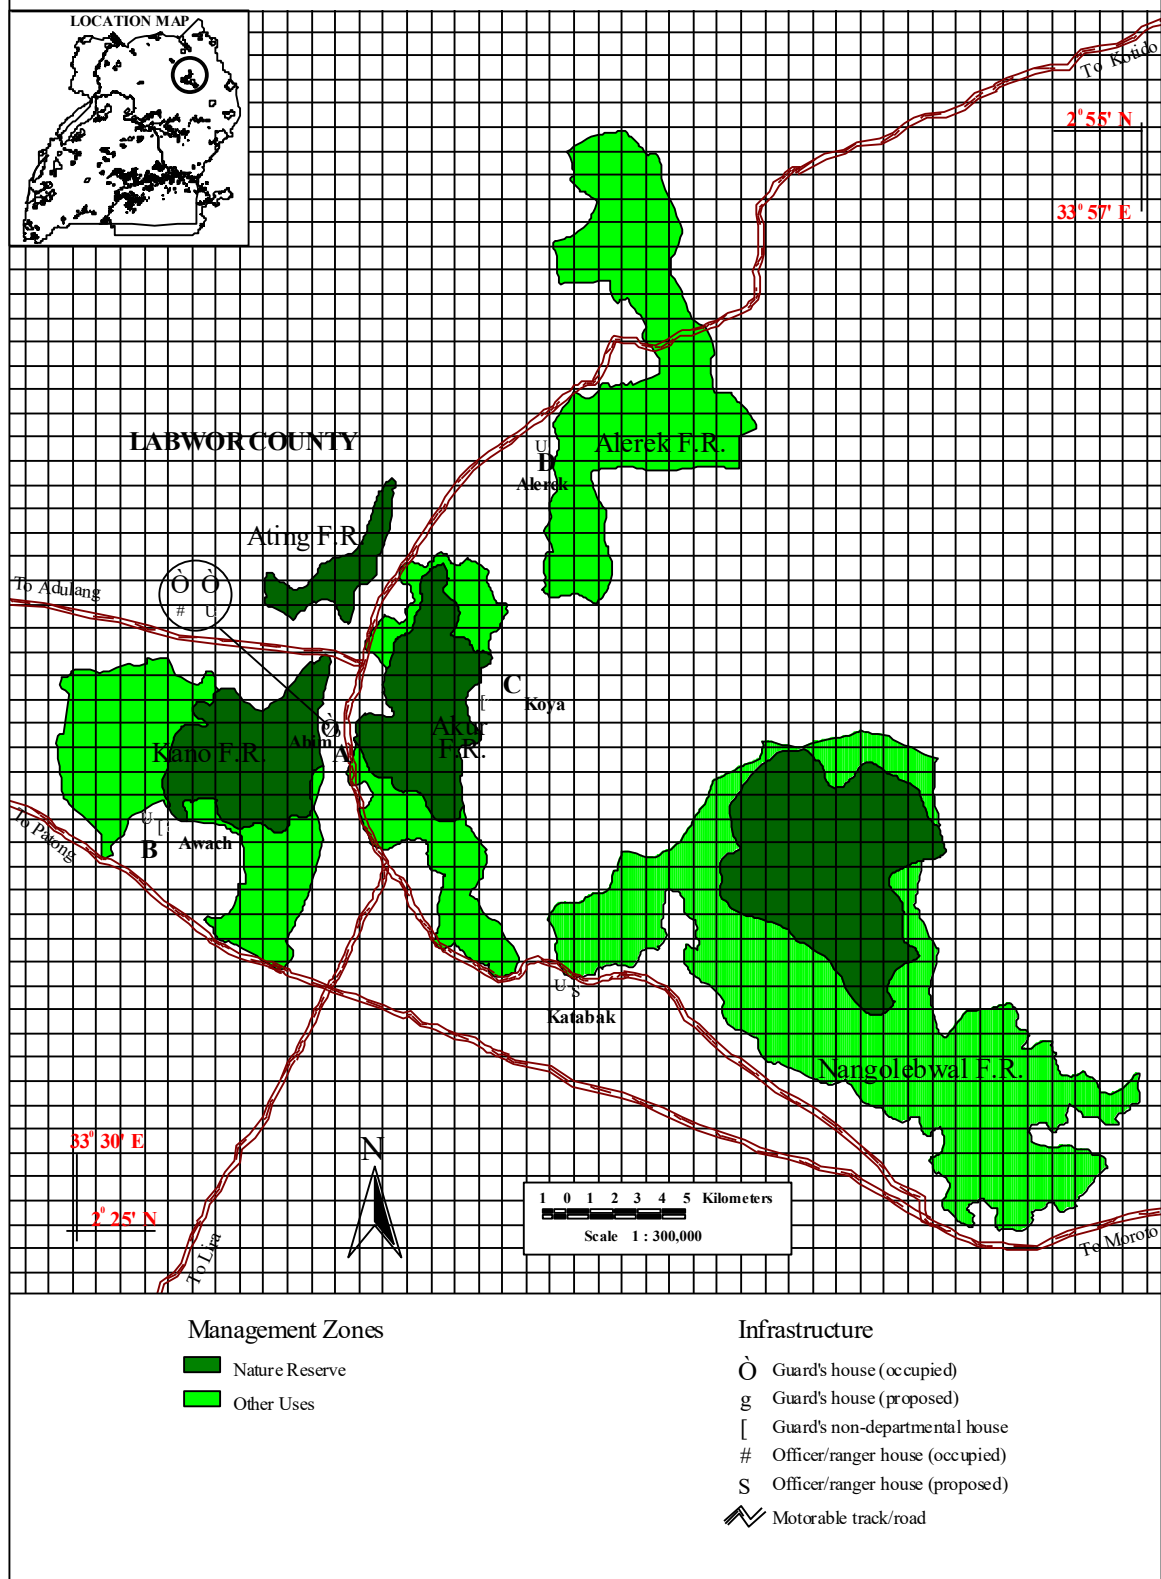 LOCATION MAP
To Kotido
2° 55' N
33° 57' E
LABWOR COUNTY
U
D
Alerek F.R.
Alerek
Ating F.R.
To Adulang
Ò Ò
# U
C
Koya
[
Akur
F.R.
Kano F.R.
Abim
Ò
A
To Patong
U
[
B
Awach
U
S
Katabak
Nangolebwal F.R.
33° 30' E
2° 25' N
N
1 0 1 2 3 4 5 Kilometers
Scale 1 : 300,000
To Lira
To Moroto
Management Zones
Nature Reserve
Other Uses
Infrastructure
Ò Guard's house (occupied)
g Guard's house (proposed)
[ Guard's non-departmental house
# Officer/ranger house (occupied)
S Officer/ranger house (proposed)
Motorable track/road